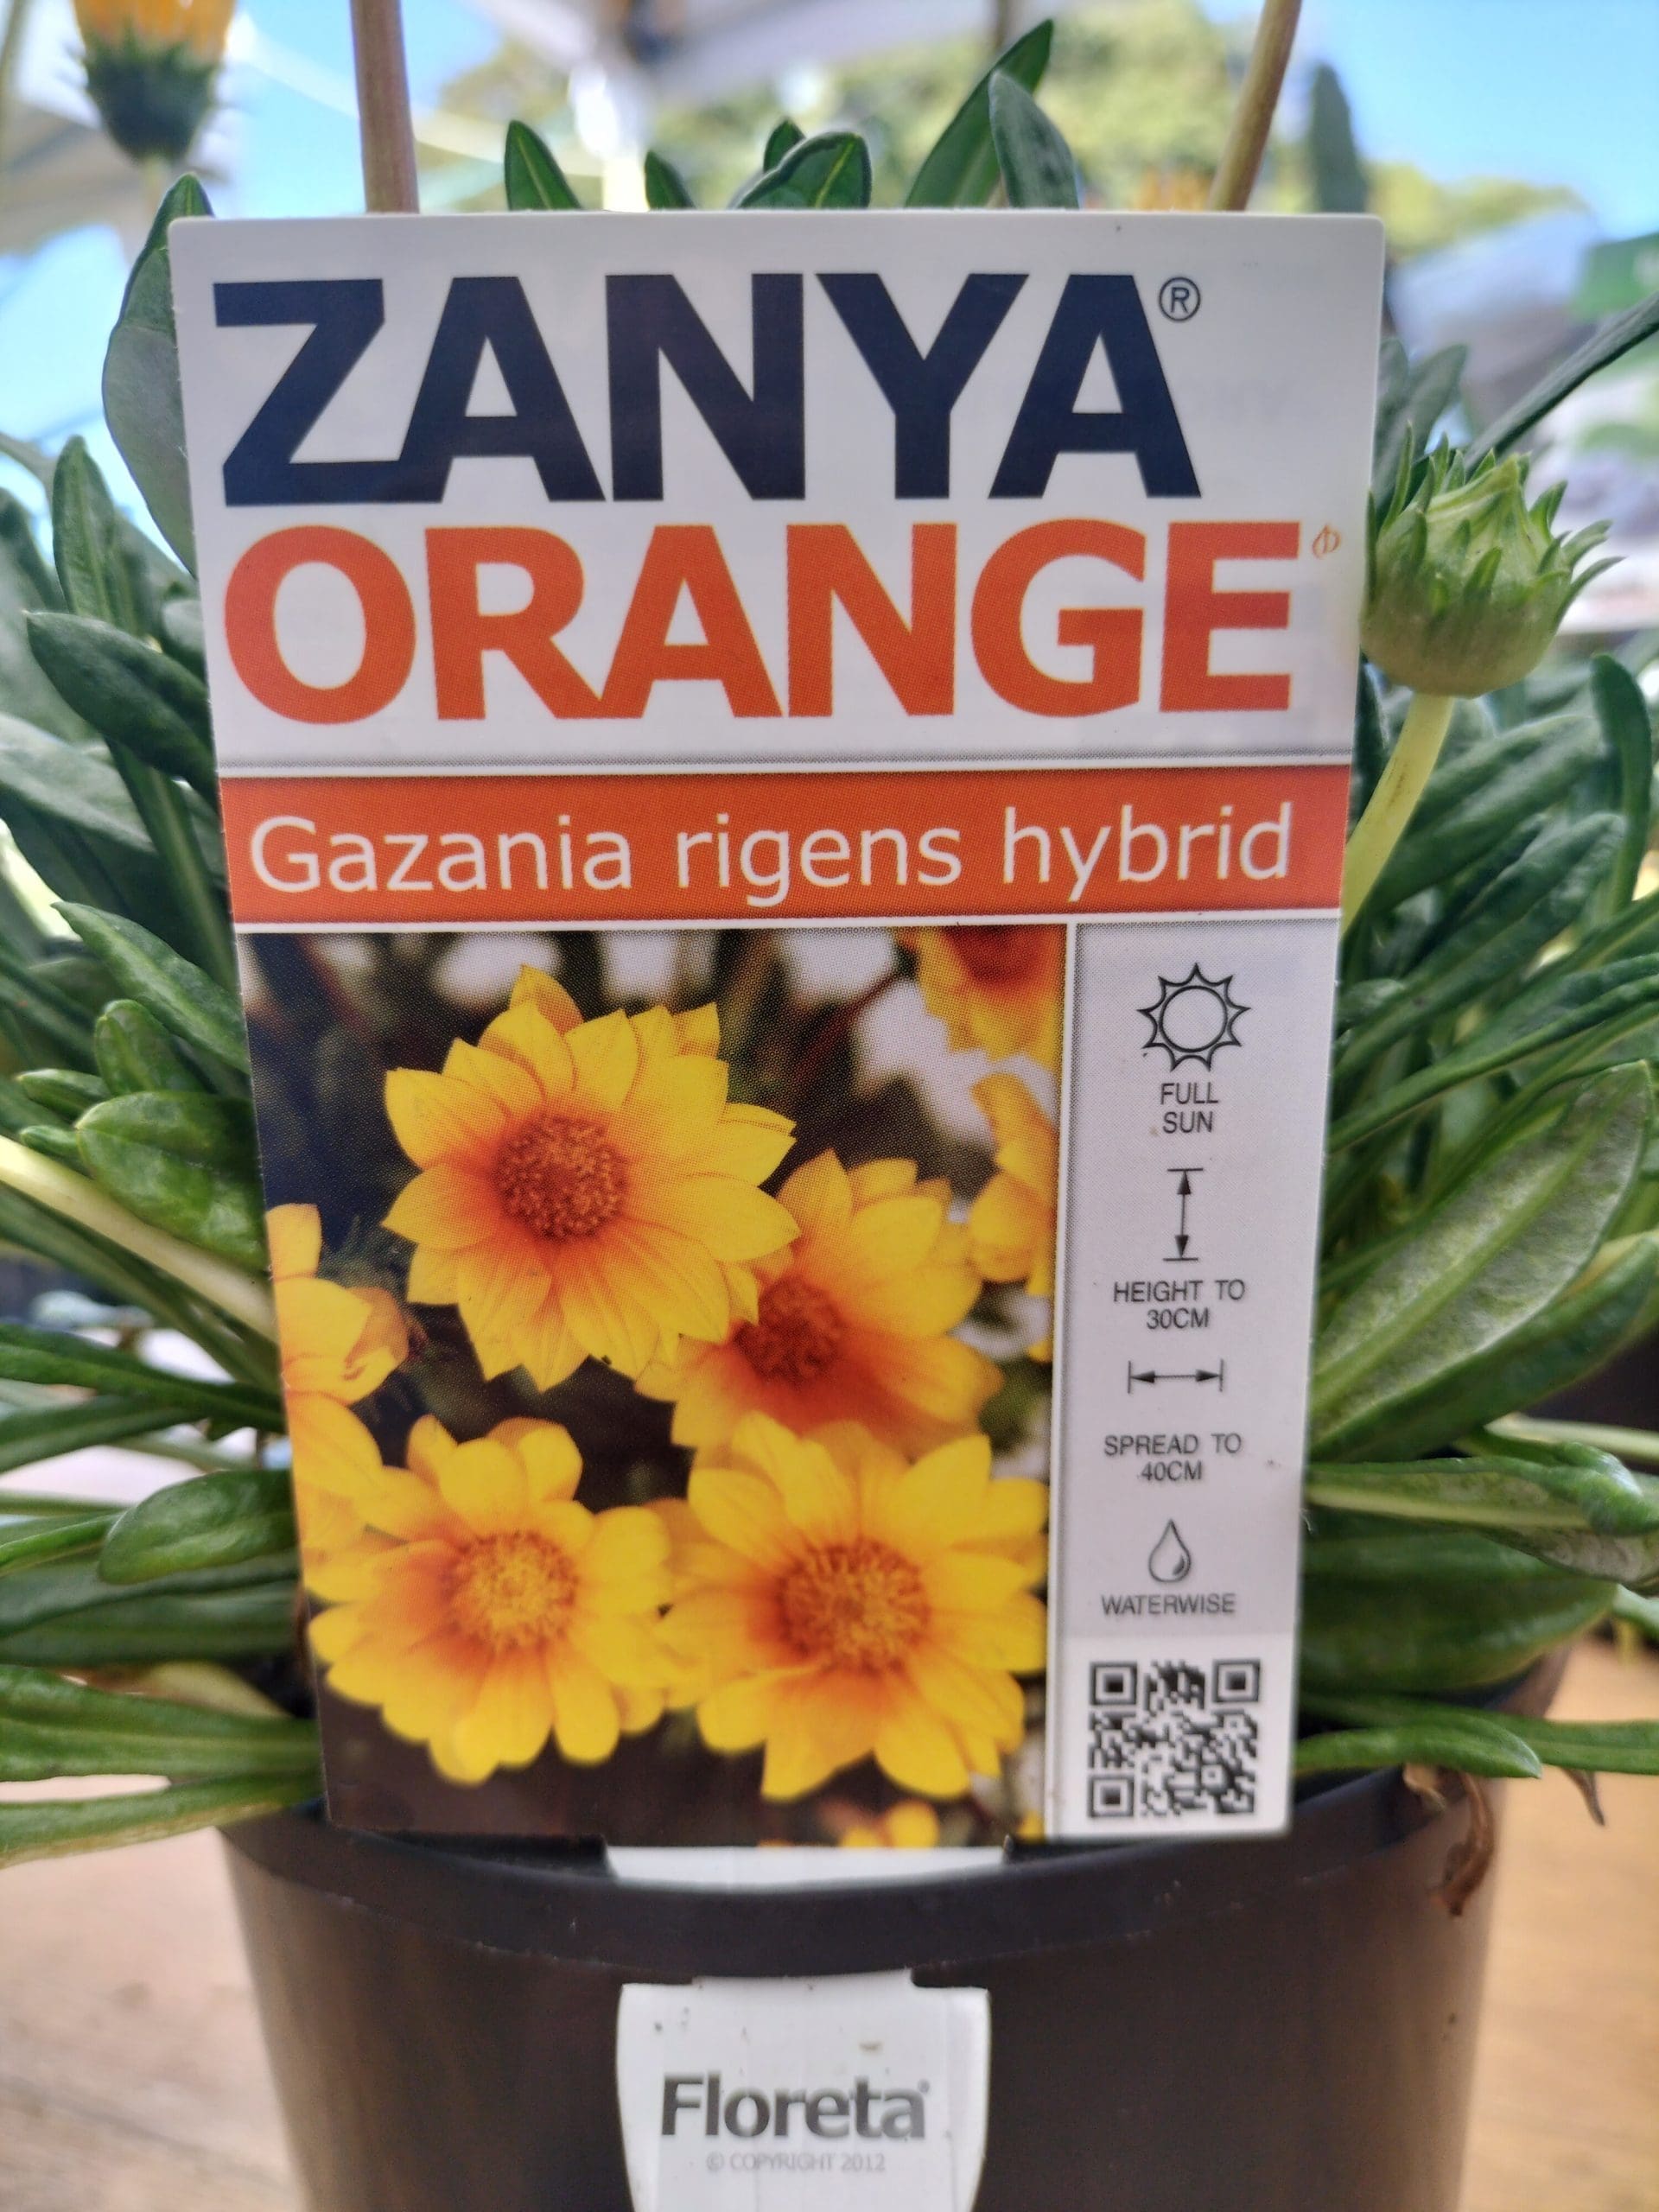 ZANYA®
ORANGE
Gazania rigens hybrid
FULL
SUN
HEIGHT TO
30CM
SPREAD TO
40CM
WATERWISE
Floreta®
© COPYRIGHT 2012